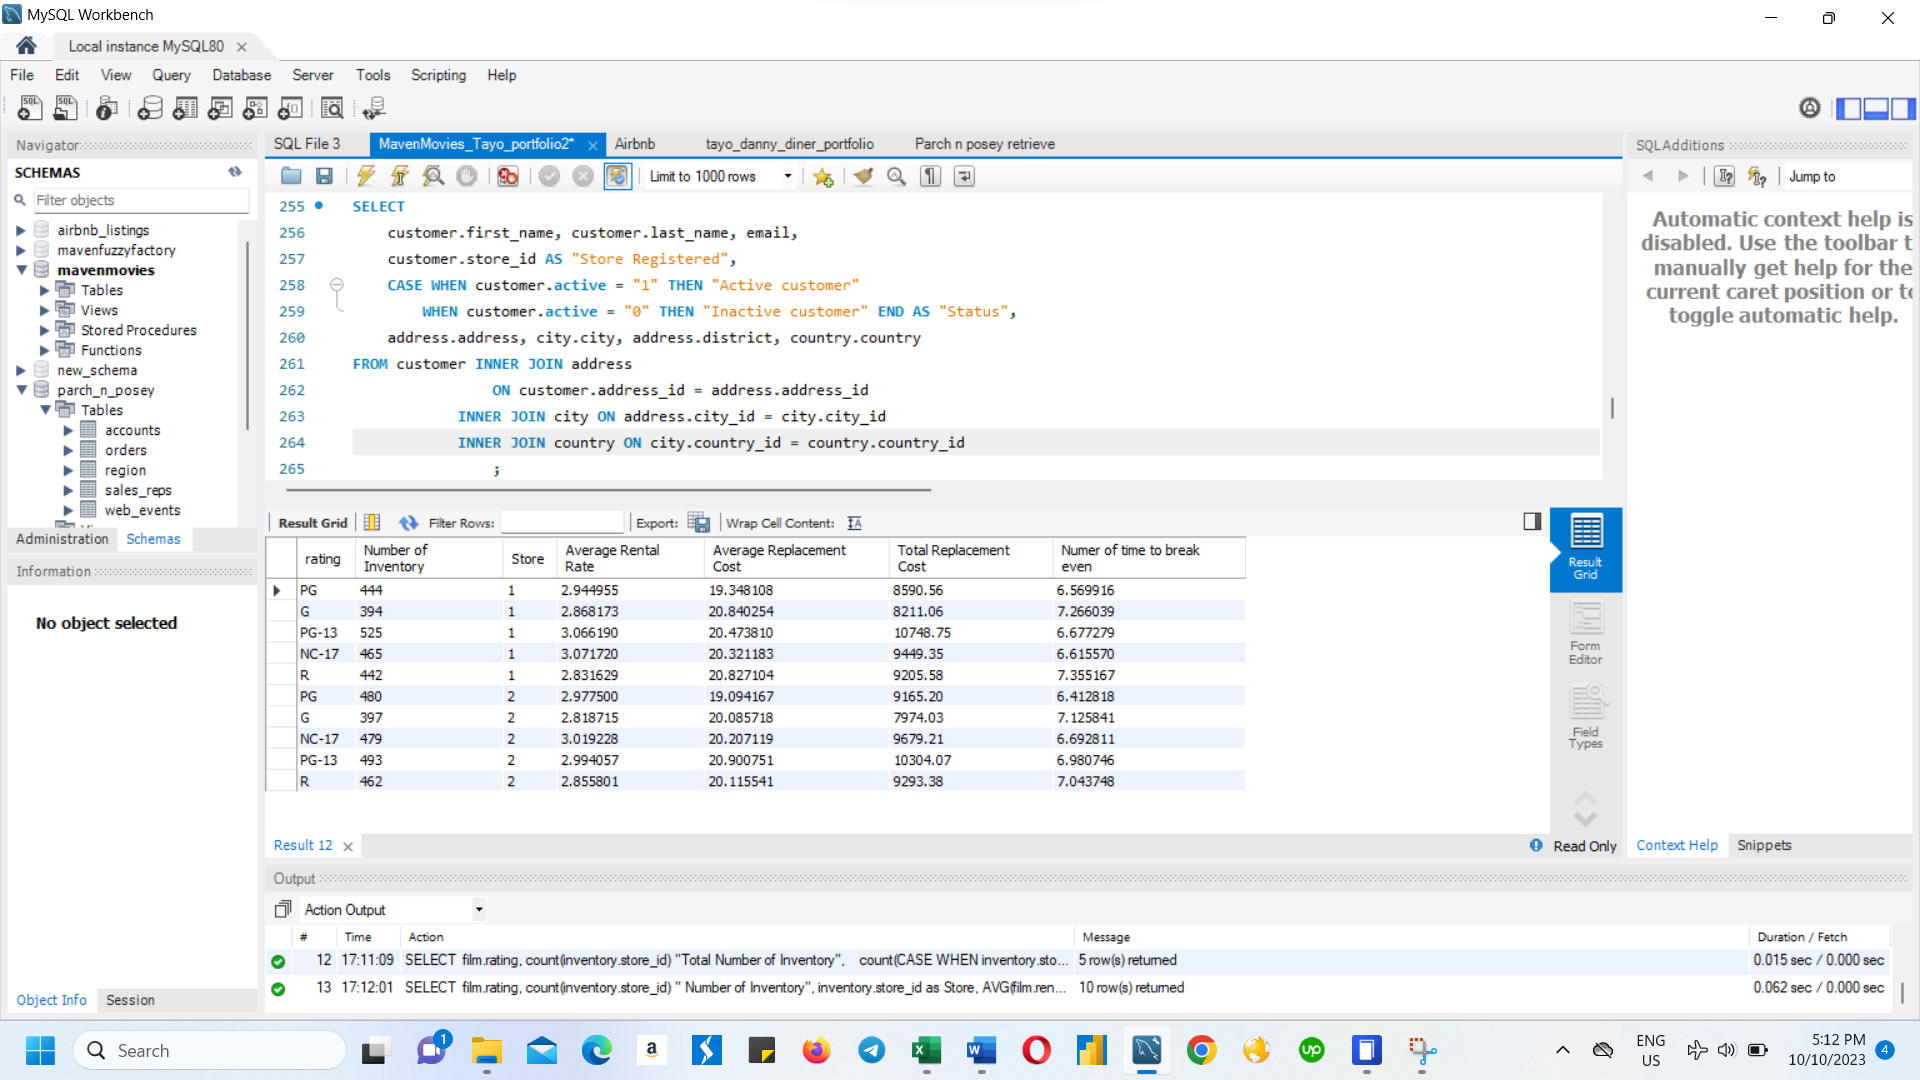 MySQL Workbench
Local instance MySQL80
File Edit View Query Database Server Tools Scripting Help
Navigator
SCHEMAS
Filter objects
airbnb_listings
mavenfuzzyfactory
mavenmovies
Tables
Views
Stored Procedures
Functions
new_schema
parch_n_posey
Tables
accounts
orders
region
sales_reps
web_events
Administration Schemas
Information
No object selected
Object Info Session
SQL File 3 MavenMovies_Tayo_portfolio2* Airbnb tayo_danny_diner_portfolio Parch n posey retrieve
Limit to 1000 rows
255 SELECT
256 customer.first_name, customer.last_name, email,
257 customer.store_id AS "Store Registered",
258 CASE WHEN customer.active = "1" THEN "Active customer"
259 WHEN customer.active = "0" THEN "Inactive customer" END AS "Status",
260 address.address, city.city, address.district, country.country
261 FROM customer INNER JOIN address
262 ON customer.address_id = address.address_id
263 INNER JOIN city ON address.city_id = city.city_id
264 INNER JOIN country ON city.country_id = country.country_id
265 ;
Result Grid Filter Rows: Export: Wrap Cell Content:
rating Number of Inventory Store Average Rental Rate Average Replacement Cost Total Replacement Cost Numer of time to break even
PG 444 1 2.944955 19.348108 8590.56 6.569916
G 394 1 2.868173 20.840254 8211.06 7.266039
PG-13 525 1 3.066190 20.473810 10748.75 6.677279
NC-17 465 1 3.071720 20.321183 9449.35 6.615570
R 442 1 2.831629 20.827104 9205.58 7.355167
PG 480 2 2.977500 19.094167 9165.20 6.412818
G 397 2 2.818715 20.085718 7974.03 7.125841
NC-17 479 2 3.019228 20.207119 9679.21 6.692811
PG-13 493 2 2.994057 20.900751 10304.07 6.980746
R 462 2 2.855801 20.115541 9293.38 7.043748
Result Grid
Form Editor
Field Types
Result 12
Read Only
SQLAdditions
Jump to
Automatic context help is
disabled. Use the toolbar t
manually get help for the
current caret position or to
toggle automatic help.
Context Help Snippets
Output
Action Output
# Time Action Message Duration / Fetch
12 17:11:09 SELECT film.rating, count(inventory.store_id) "Total Number of Inventory", count(CASE WHEN inventory.sto... 5 row(s) returned 0.015 sec / 0.000 sec
13 17:12:01 SELECT film.rating, count(inventory.store_id) " Number of Inventory", inventory.store_id as Store, AVG(film.ren... 10 row(s) returned 0.062 sec / 0.000 sec
Search
1
a
up
ENG
US
5:12 PM
10/10/2023
4